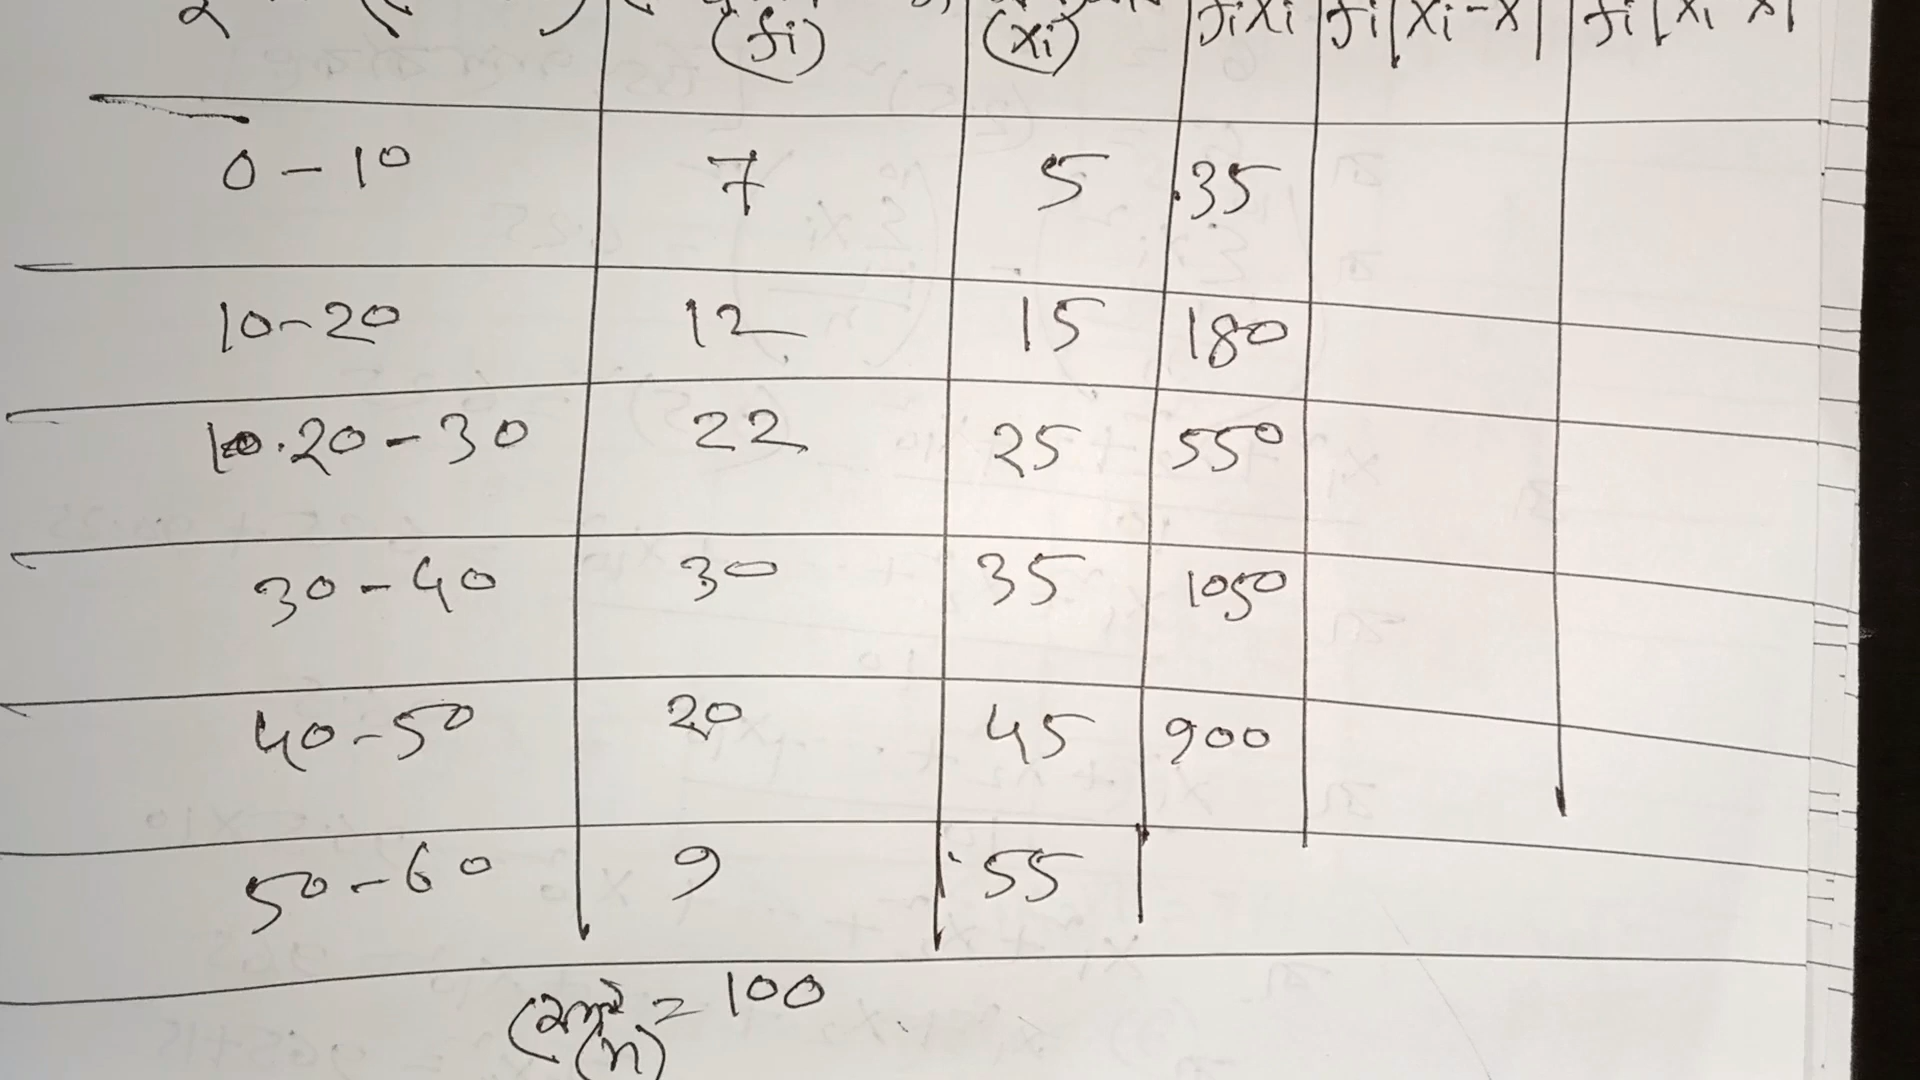 (fi) (xi) fixi fi|xi-x| fi|xi x|
0-10 7 5 35
10-20 12 15 180
20-30 22 25 550
30-40 30 35 1050
40-50 20 45 900
50-60 9 55
= 100
(n)